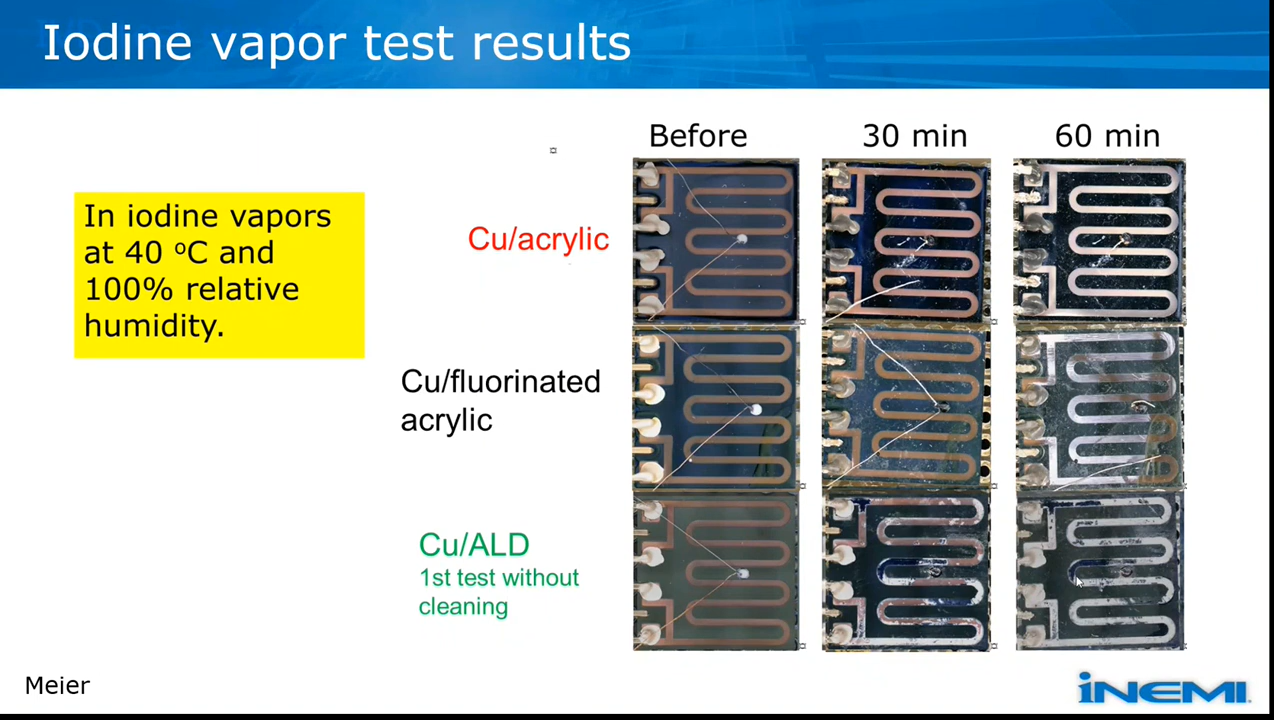 Iodine vapor test results
Before
30 min
60 min
In iodine vapors
at 40 ºC and
100% relative
humidity.
Cu/acrylic
Cu/fluorinated
acrylic
Cu/ALD
1st test without
cleaning
Meier
iNEMI